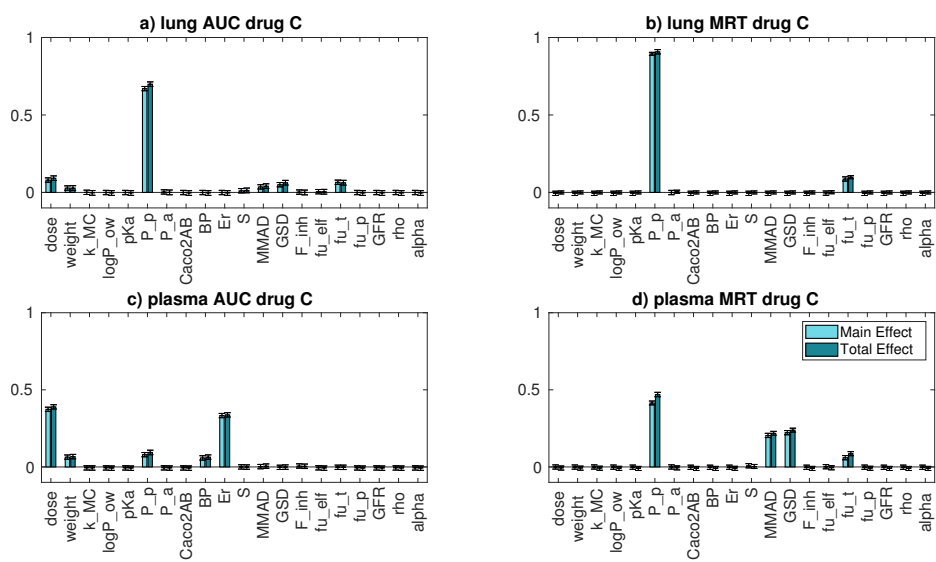 a) lung AUC drug C
1
0.5
0
dose
weight
k_MC
logP_ow
pKa
P_p
P_a
Caco2AB
BP
Er
S
MMAD
GSD
F_inh
fu_elf
fu_t
fu_p
GFR
rho
alpha
b) lung MRT drug C
1
0.5
0
dose
weight
k_MC
logP_ow
pKa
P_p
P_a
Caco2AB
BP
Er
S
MMAD
GSD
F_inh
fu_elf
fu_t
fu_p
GFR
rho
alpha
c) plasma AUC drug C
1
0.5
0
dose
weight
k_MC
logP_ow
pKa
P_p
P_a
Caco2AB
BP
Er
S
MMAD
GSD
F_inh
fu_elf
fu_t
fu_p
GFR
rho
alpha
d) plasma MRT drug C
Main Effect
Total Effect
1
0.5
0
dose
weight
k_MC
logP_ow
pKa
P_p
P_a
Caco2AB
BP
Er
S
MMAD
GSD
F_inh
fu_elf
fu_t
fu_p
GFR
rho
alpha